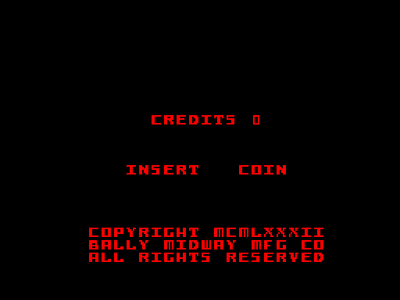 CREDITS 0
INSERT COIN
COPYRIGHT MCMLXXXII
BALLY MIDWAY MFG CO
ALL RIGHTS RESERVED